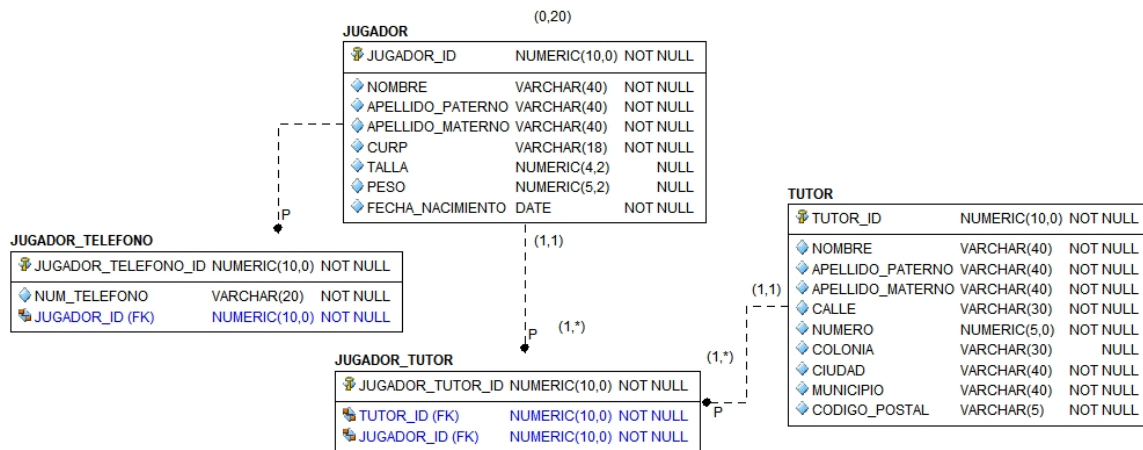 (0,20)
JUGADOR
JUGADOR_ID NUMERIC(10,0) NOT NULL
NOMBRE VARCHAR(40) NOT NULL
APELLIDO_PATERNO VARCHAR(40) NOT NULL
APELLIDO_MATERNO VARCHAR(40) NOT NULL
CURP VARCHAR(18) NOT NULL
TALLA NUMERIC(4,2) NULL
PESO NUMERIC(5,2) NULL
FECHA_NACIMIENTO DATE NOT NULL
P
(1,1)
JUGADOR_TELEFONO
JUGADOR_TELEFONO_ID NUMERIC(10,0) NOT NULL
NUM_TELEFONO VARCHAR(20) NOT NULL
JUGADOR_ID (FK) NUMERIC(10,0) NOT NULL
TUTOR
TUTOR_ID NUMERIC(10,0) NOT NULL
NOMBRE VARCHAR(40) NOT NULL
APELLIDO_PATERNO VARCHAR(40) NOT NULL
APELLIDO_MATERNO VARCHAR(40) NOT NULL
CALLE VARCHAR(30) NOT NULL
NUMERO NUMERIC(5,0) NOT NULL
COLONIA VARCHAR(30) NULL
CIUDAD VARCHAR(40) NOT NULL
MUNICIPIO VARCHAR(40) NOT NULL
CODIGO_POSTAL VARCHAR(5) NOT NULL
(1,1)
P
(1,*)
(1,*)
P
JUGADOR_TUTOR
JUGADOR_TUTOR_ID NUMERIC(10,0) NOT NULL
TUTOR_ID (FK) NUMERIC(10,0) NOT NULL
JUGADOR_ID (FK) NUMERIC(10,0) NOT NULL